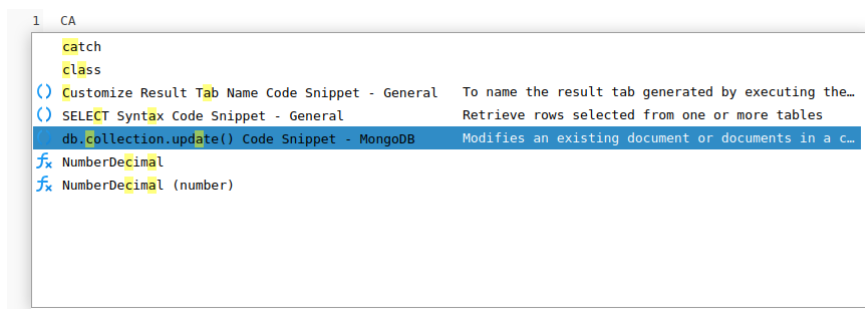 1 CA
catch
class
() Customize Result Tab Name Code Snippet - General To name the result tab generated by executing the…
() SELECT Syntax Code Snippet - General Retrieve rows selected from one or more tables
db.collection.update() Code Snippet - MongoDB Modifies an existing document or documents in a c…
fx NumberDecimal
fx NumberDecimal (number)